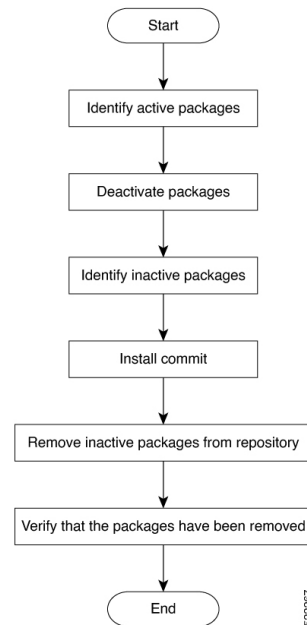 Start
Identify active packages
Deactivate packages
Identify inactive packages
Install commit
Remove inactive packages from repository
Verify that the packages have been removed
End